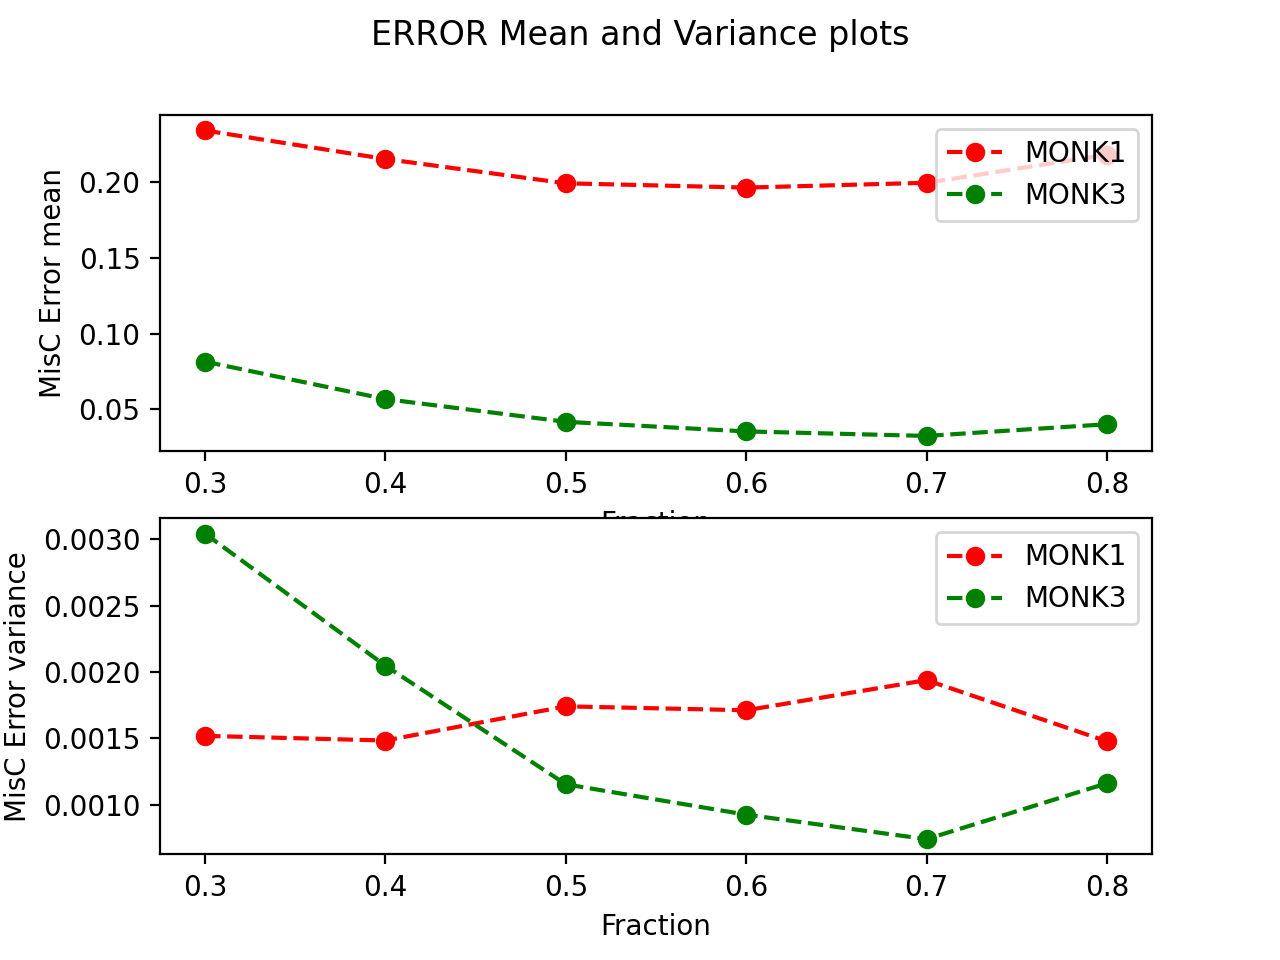 ERROR Mean and Variance plots
MisC Error mean
0.20
0.15
0.10
0.05
MONK1
MONK3
0.3 0.4 0.5 0.6 0.7 0.8
Fraction
MisC Error variance
0.0030
0.0025
0.0020
0.0015
0.0010
MONK1
MONK3
0.3 0.4 0.5 0.6 0.7 0.8
Fraction